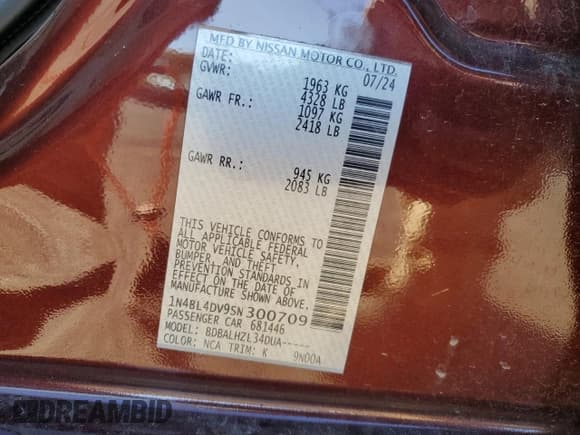 MFD BY NISSAN MOTOR CO., LTD.
DATE: 07/24
GVWR: 1963 KG
4328 LB
GAWR FR.: 1097 KG
2418 LB
GAWR RR.: 945 KG
2083 LB
THIS VEHICLE CONFORMS TO
ALL APPLICABLE FEDERAL
MOTOR VEHICLE SAFETY,
BUMPER, AND THEFT
PREVENTION STANDARDS IN
EFFECT ON THE DATE OF
MANUFACTURE SHOWN ABOVE.
1N4BL4DV9SN300709
PASSENGER CAR 681446
MODEL: BDBALHZL34DUA-----
COLOR: NCA TRIM: K 9N00A
DREAMBID